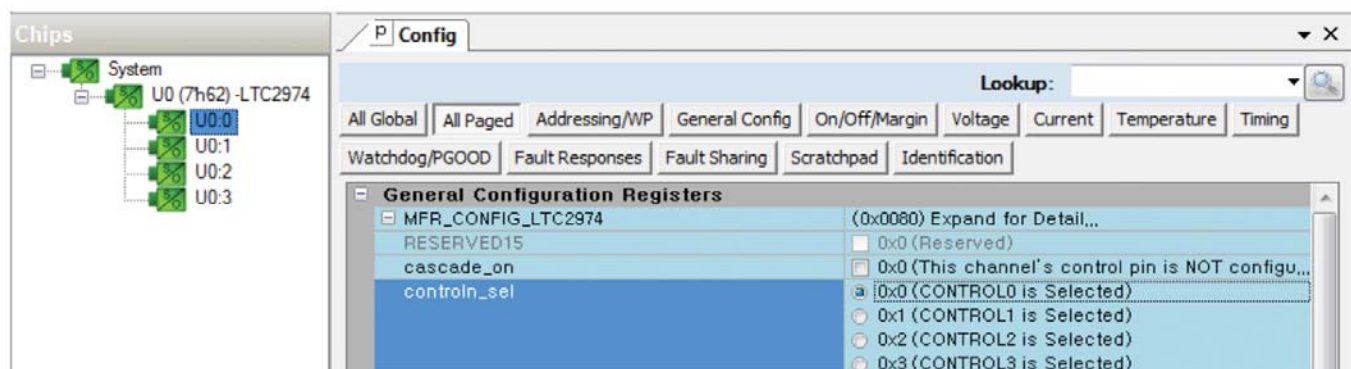 Chips
System
U0 (7h62) -LTC2974
U0:0
U0:1
U0:2
U0:3
P Config
Lookup:
All Global All Paged Addressing/WP General Config On/Off/Margin Voltage Current Temperature Timing
Watchdog/PGOOD Fault Responses Fault Sharing Scratchpad Identification
General Configuration Registers
MFR_CONFIG_LTC2974 (0x0080) Expand for Detail,,,
RESERVED15 0x0 (Reserved)
cascade_on 0x0 (This channel's control pin is NOT configu,,,
controln_sel 0x0 (CONTROL0 is Selected)
0x1 (CONTROL1 is Selected)
0x2 (CONTROL2 is Selected)
0x3 (CONTROL3 is Selected)